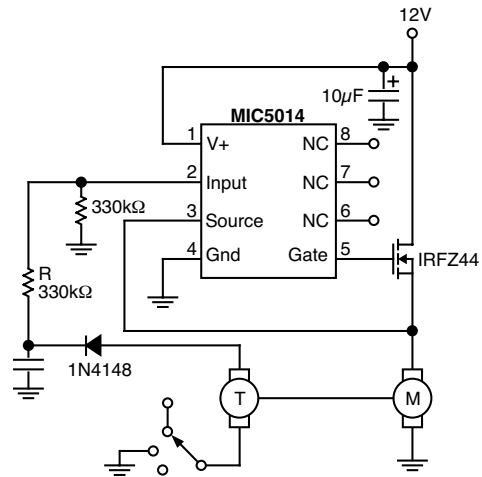 12V
10µF
+
MIC5014
1 V+ NC 8
2 Input NC 7
330kΩ
3 Source NC 6
4 Gnd Gate 5
IRFZ44
R
330kΩ
1N4148
T
M